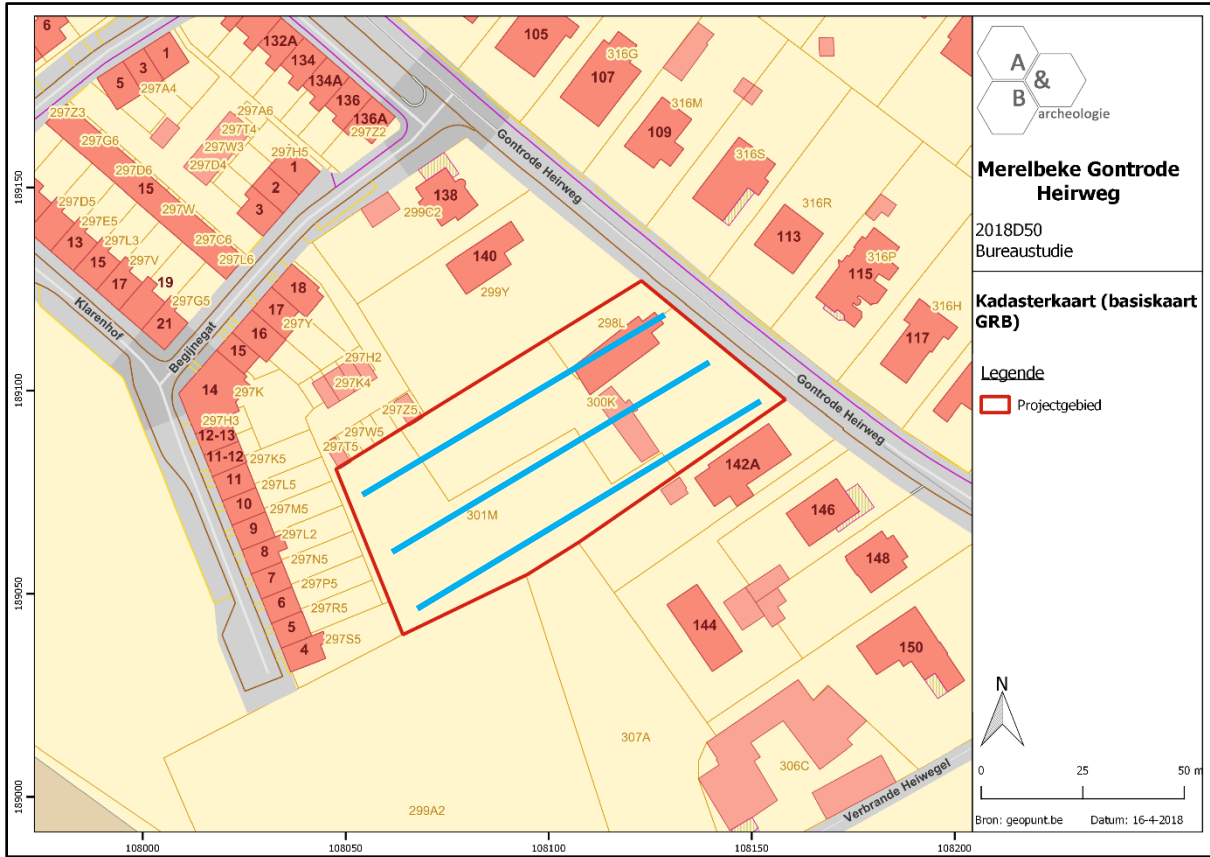 6
5
3
1
297A4
132A
134
134A
136
136A
297Z2
105
316G
107
316M
109
316S
316R
113
115
316P
117
316H
Gontrode Heirweg
Gontrode Heirweg
297Z3
297G6
297D6
15
297W
297C6
297L6
297A6
297T4
297W3
297D4
297H5
1
2
3
138
299C2
140
299Y
297D5
297E5
297L3
297V
13
15
17
19
297G5
21
Klarenhof
Begijnegat
18
17
297Y
16
15
14
297K
297H3
297H2
297K4
297Z5
297W5
297T5
298L
300K
301M
12-13
11-12
297K5
11
297L5
10
297M5
9
297L2
8
297N5
7
297P5
6
297R5
5
297S5
4
142A
146
148
144
150
307A
306C
299A2
Verbrande Heiwegel
189150
189100
189050
189000
108000
108050
108100
108150
108200
A
&
B
archeologie
Merelbeke Gontrode
Heirweg
2018D50
Bureaustudie
Kadasterkaart (basiskaart
GRB)
Legende
Projectgebied
N
0 25 50 m
Bron: geopunt.be Datum: 16-4-2018